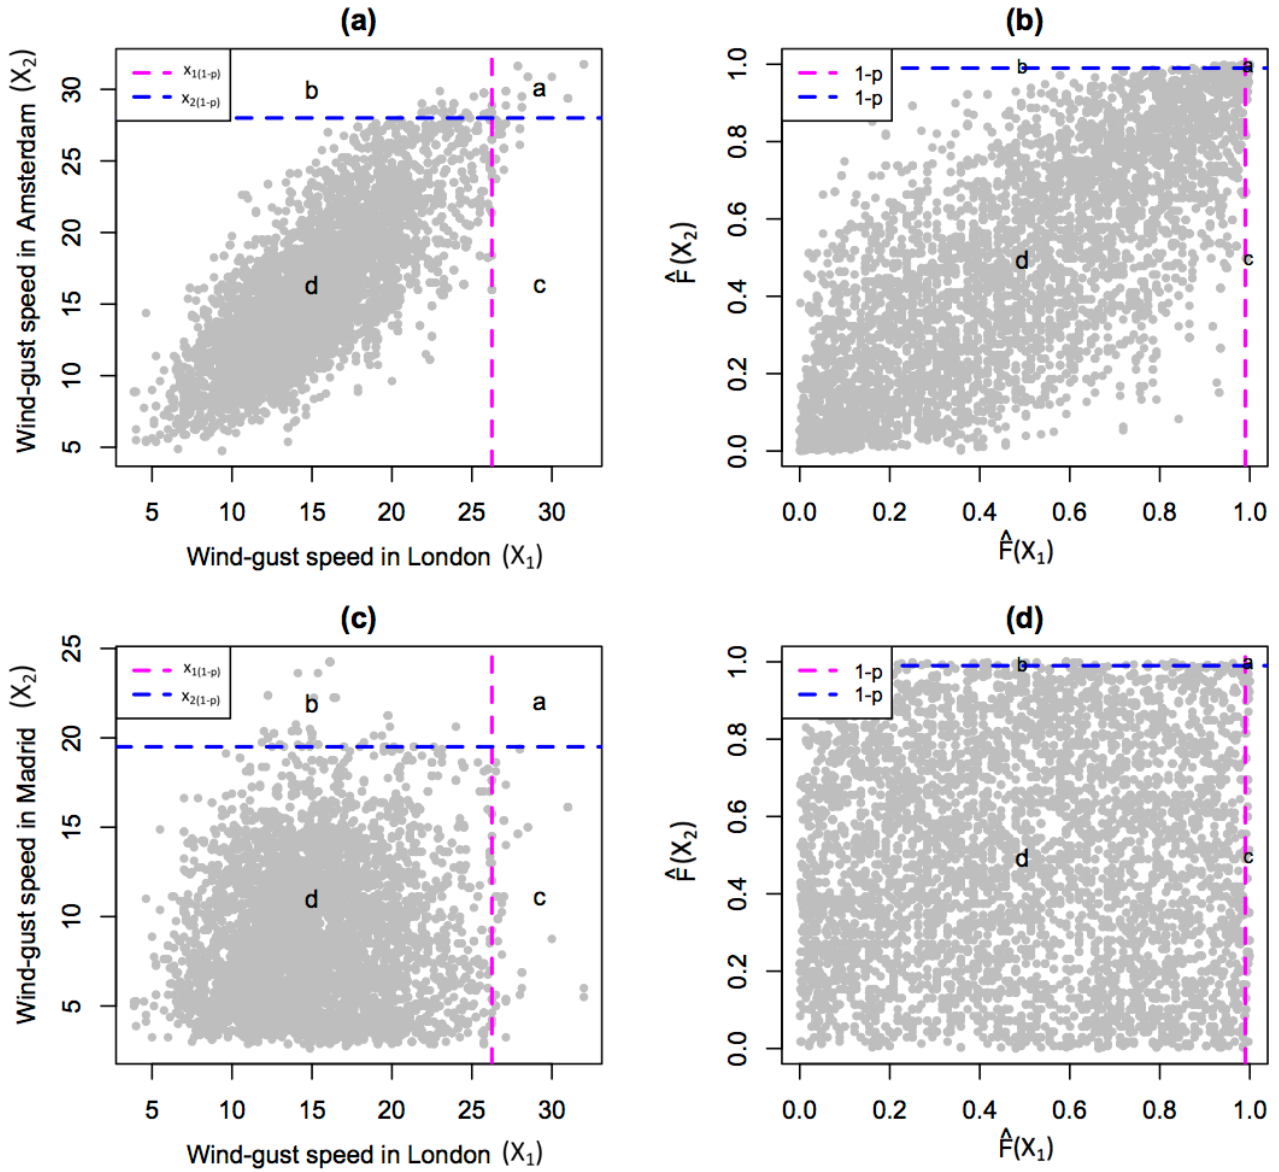 (a)
Wind-gust speed in Amsterdam (X₂)
30
25
20
15
10
5
x₁₍₁₋ₚ₎
x₂₍₁₋ₚ₎
b
a
d
c
5 10 15 20 25 30
Wind-gust speed in London (X₁)
(b)
F̂(X₂)
1.0
0.8
0.6
0.4
0.2
0.0
1-p
1-p
b
a
d
c
0.0 0.2 0.4 0.6 0.8 1.0
F̂(X₁)
(c)
Wind-gust speed in Madrid (X₂)
25
20
15
10
5
x₁₍₁₋ₚ₎
x₂₍₁₋ₚ₎
b
a
d
c
5 10 15 20 25 30
Wind-gust speed in London (X₁)
(d)
F̂(X₂)
1.0
0.8
0.6
0.4
0.2
0.0
1-p
1-p
b
a
d
c
0.0 0.2 0.4 0.6 0.8 1.0
F̂(X₁)